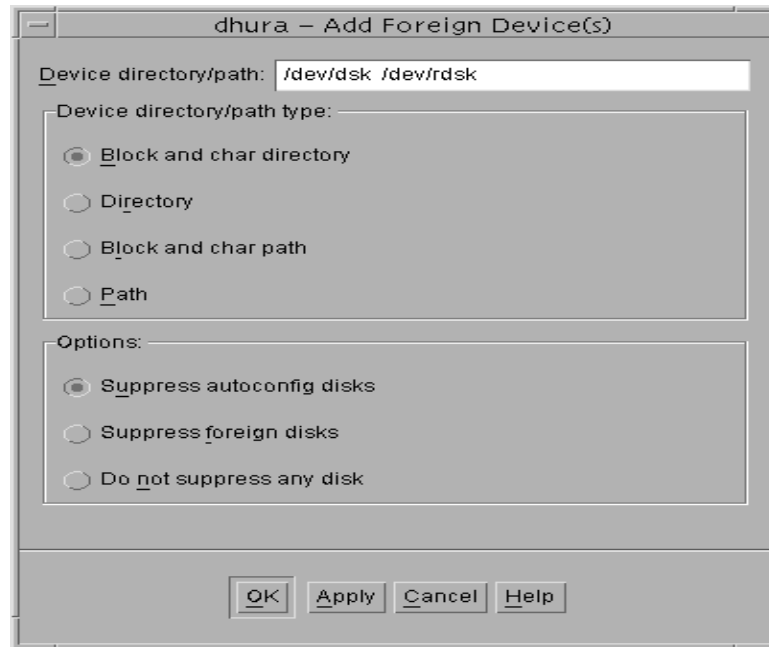 dhura – Add Foreign Device(s)
Device directory/path: /dev/dsk /dev/rdsk
Device directory/path type:
Block and char directory
Directory
Block and char path
Path
Options:
Suppress autoconfig disks
Suppress foreign disks
Do not suppress any disk
OK Apply Cancel Help